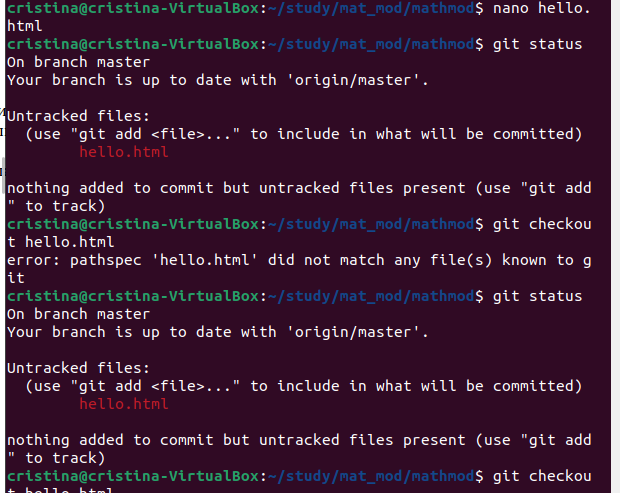 cristina@cristina-VirtualBox:~/study/mat_mod/mathmod$ nano hello.
html
cristina@cristina-VirtualBox:~/study/mat_mod/mathmod$ git status
On branch master
Your branch is up to date with 'origin/master'.
Untracked files:
  (use "git add <file>..." to include in what will be committed)
        hello.html
nothing added to commit but untracked files present (use "git add
" to track)
cristina@cristina-VirtualBox:~/study/mat_mod/mathmod$ git checkou
t hello.html
error: pathspec 'hello.html' did not match any file(s) known to g
it
cristina@cristina-VirtualBox:~/study/mat_mod/mathmod$ git status
On branch master
Your branch is up to date with 'origin/master'.
Untracked files:
  (use "git add <file>..." to include in what will be committed)
        hello.html
nothing added to commit but untracked files present (use "git add
" to track)
cristina@cristina-VirtualBox:~/study/mat_mod/mathmod$ git checkou
t hello.html